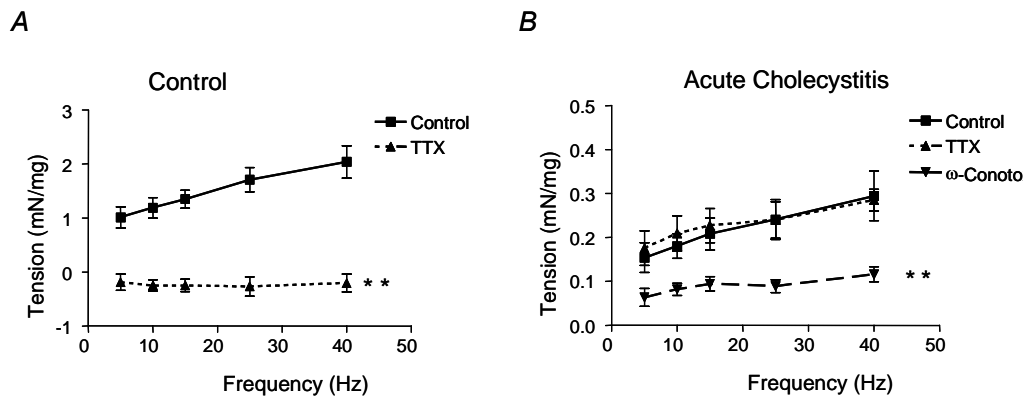 A
Control
3
2
1
0
-1
Tension (mN/mg)
0 10 20 30 40 50
Frequency (Hz)
Control
TTX
* *
B
Acute Cholecystitis
0.5
0.4
0.3
0.2
0.1
0.0
Tension (mN/mg)
0 10 20 30 40 50
Frequency (Hz)
Control
TTX
ω-Conoto
* *